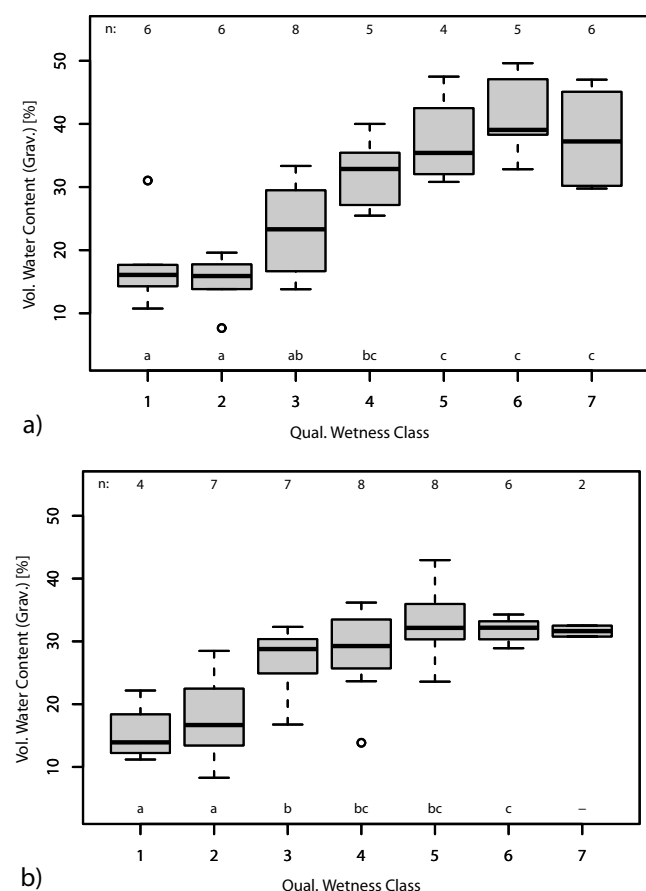 n: 6 6 8 5 4 5 6
50
40
30
20
10
Vol. Water Content (Grav.) [%]
a a ab bc c c c
1 2 3 4 5 6 7
Qual. Wetness Class
a)
n: 4 7 7 8 8 6 2
50
40
30
20
10
Vol. Water Content (Grav.) [%]
a a b bc bc c –
1 2 3 4 5 6 7
Qual. Wetness Class
b)